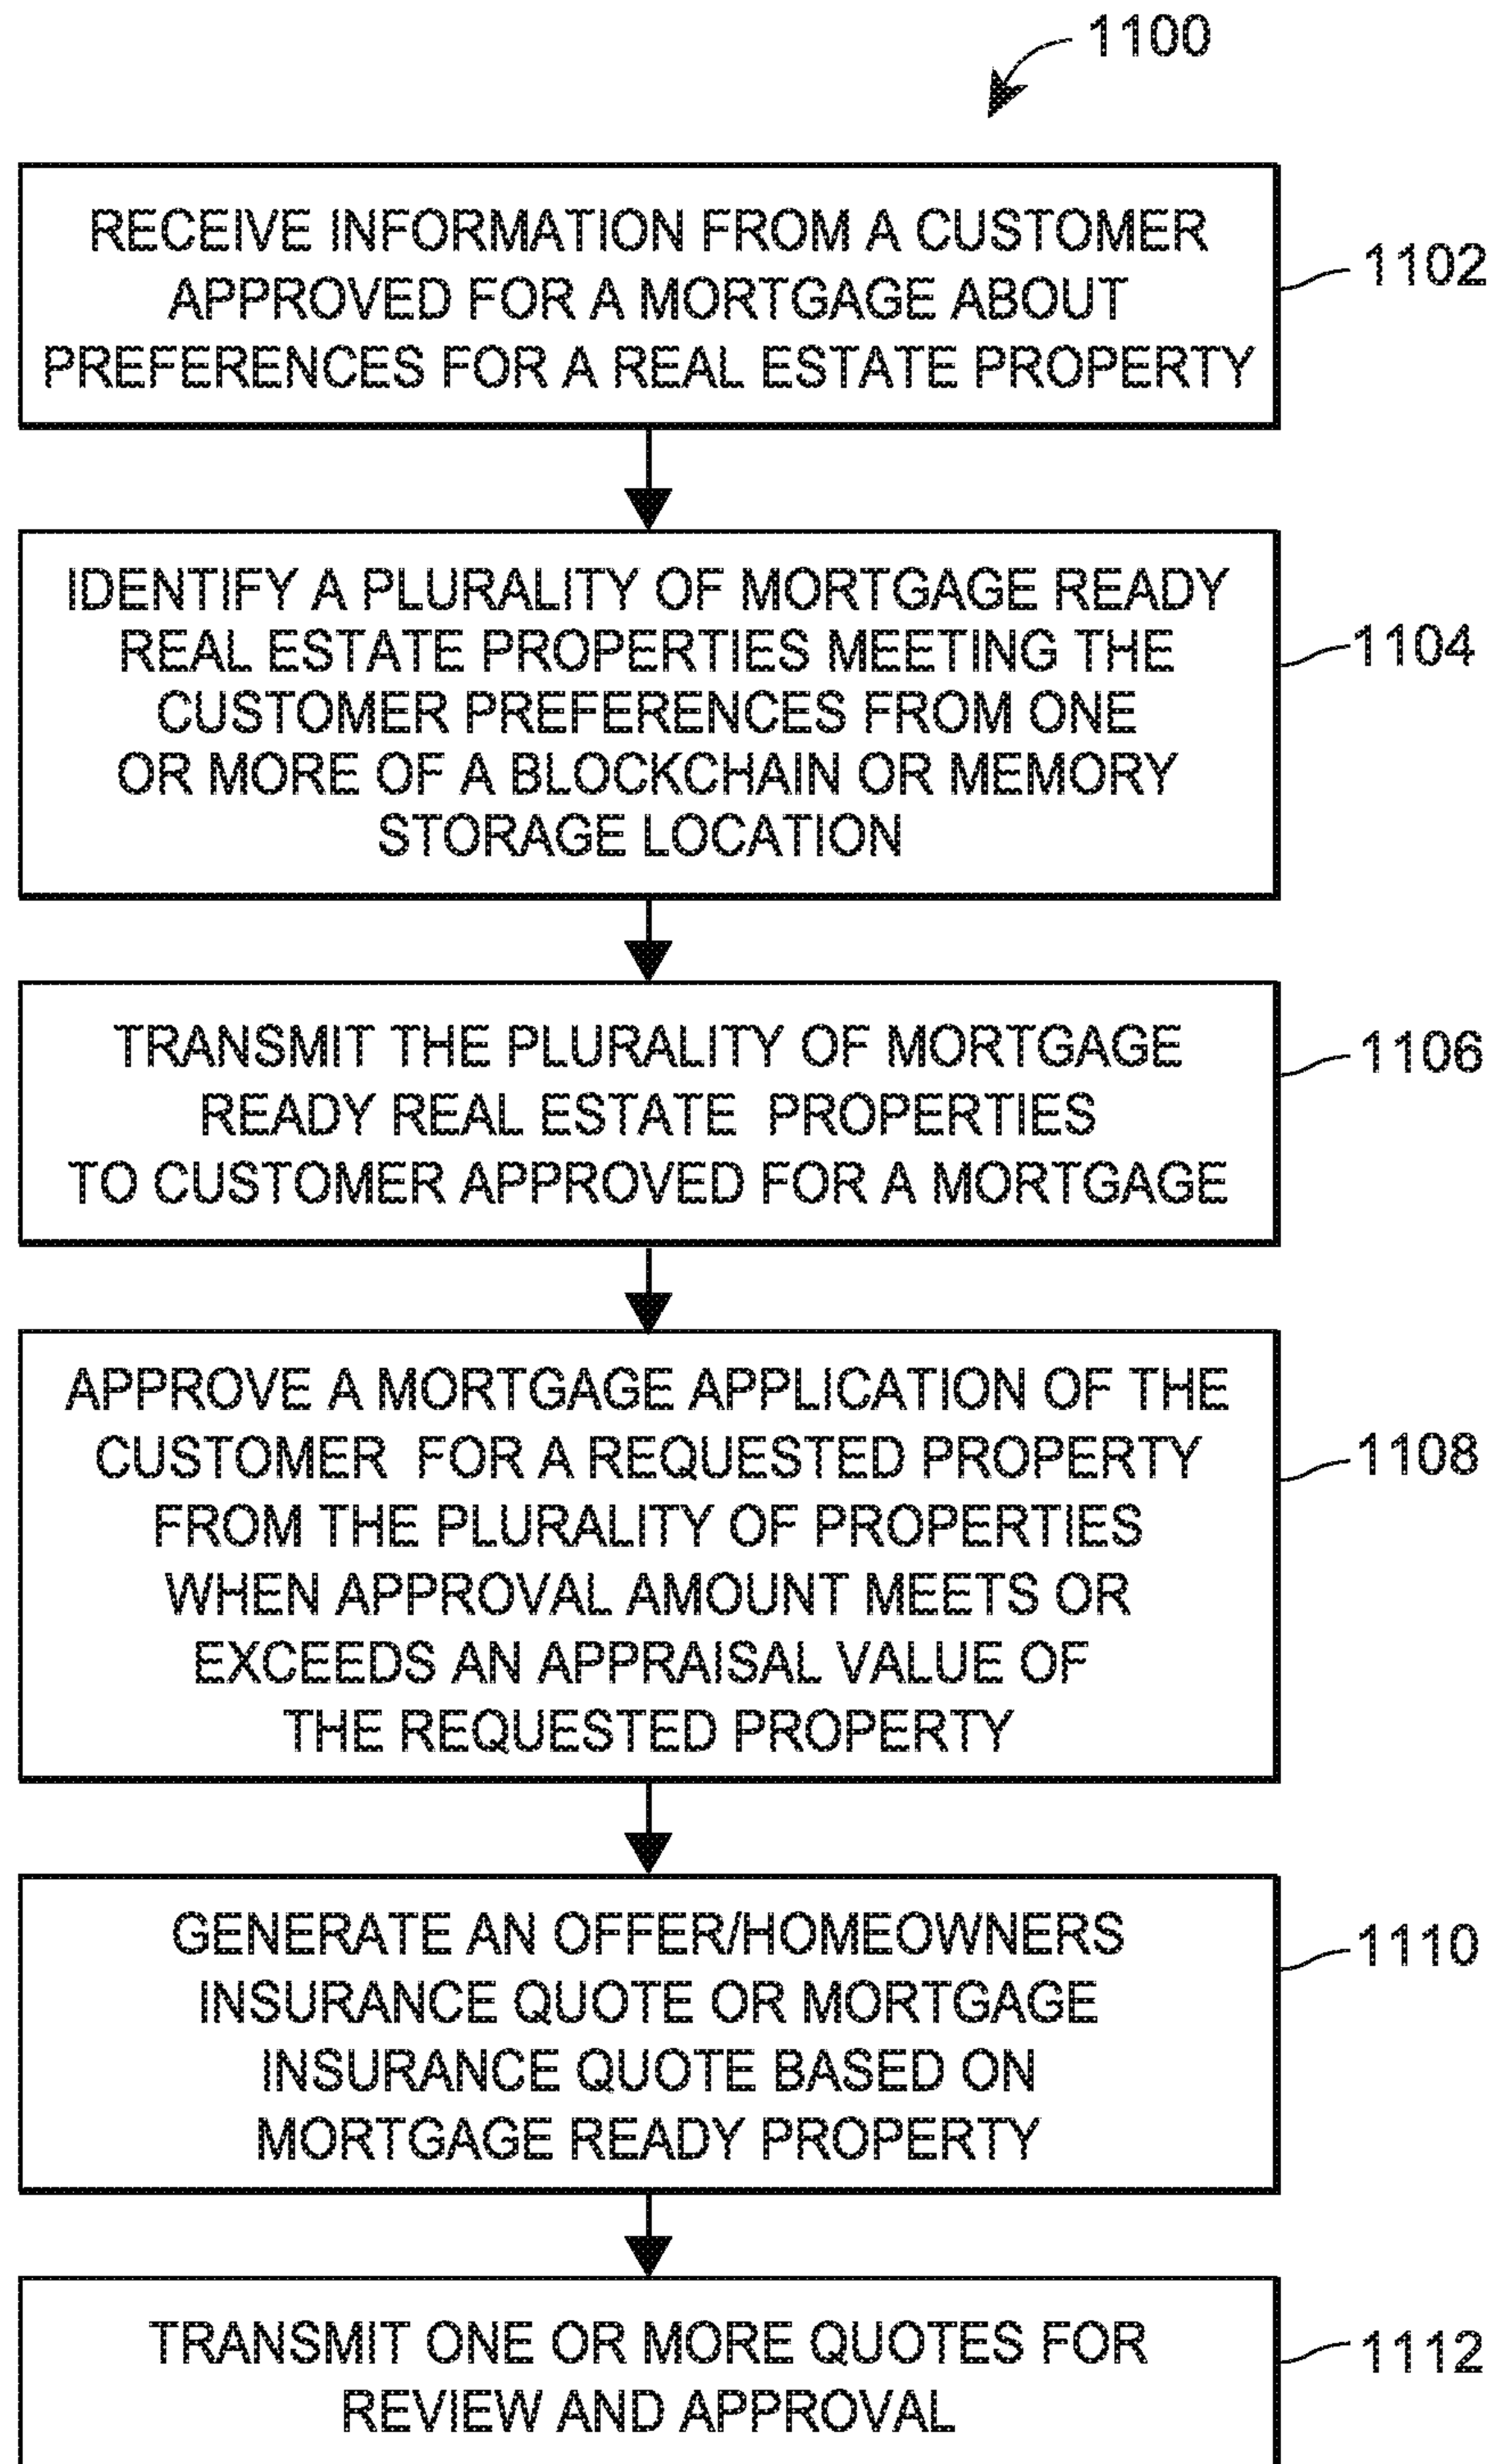 1100
RECEIVE INFORMATION FROM A CUSTOMER
APPROVED FOR A MORTGAGE ABOUT
PREFERENCES FOR A REAL ESTATE PROPERTY
1102
IDENTIFY A PLURALITY OF MORTGAGE READY
REAL ESTATE PROPERTIES MEETING THE
CUSTOMER PREFERENCES FROM ONE
OR MORE OF A BLOCKCHAIN OR MEMORY
STORAGE LOCATION
1104
TRANSMIT THE PLURALITY OF MORTGAGE
READY REAL ESTATE PROPERTIES
TO CUSTOMER APPROVED FOR A MORTGAGE
1106
APPROVE A MORTGAGE APPLICATION OF THE
CUSTOMER FOR A REQUESTED PROPERTY
FROM THE PLURALITY OF PROPERTIES
WHEN APPROVAL AMOUNT MEETS OR
EXCEEDS AN APPRAISAL VALUE OF
THE REQUESTED PROPERTY
1108
GENERATE AN OFFER/HOMEOWNERS
INSURANCE QUOTE OR MORTGAGE
INSURANCE QUOTE BASED ON
MORTGAGE READY PROPERTY
1110
TRANSMIT ONE OR MORE QUOTES FOR
REVIEW AND APPROVAL
1112